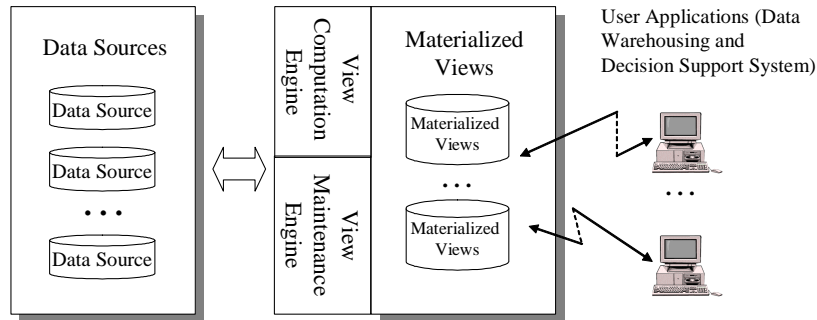 Data Sources
Data Source
Data Source
• • •
Data Source
View
Computation
Engine
View
Maintenance
Engine
Materialized
Views
Materialized
Views
• • •
Materialized
Views
User Applications (Data
Warehousing and
Decision Support System)
• • •